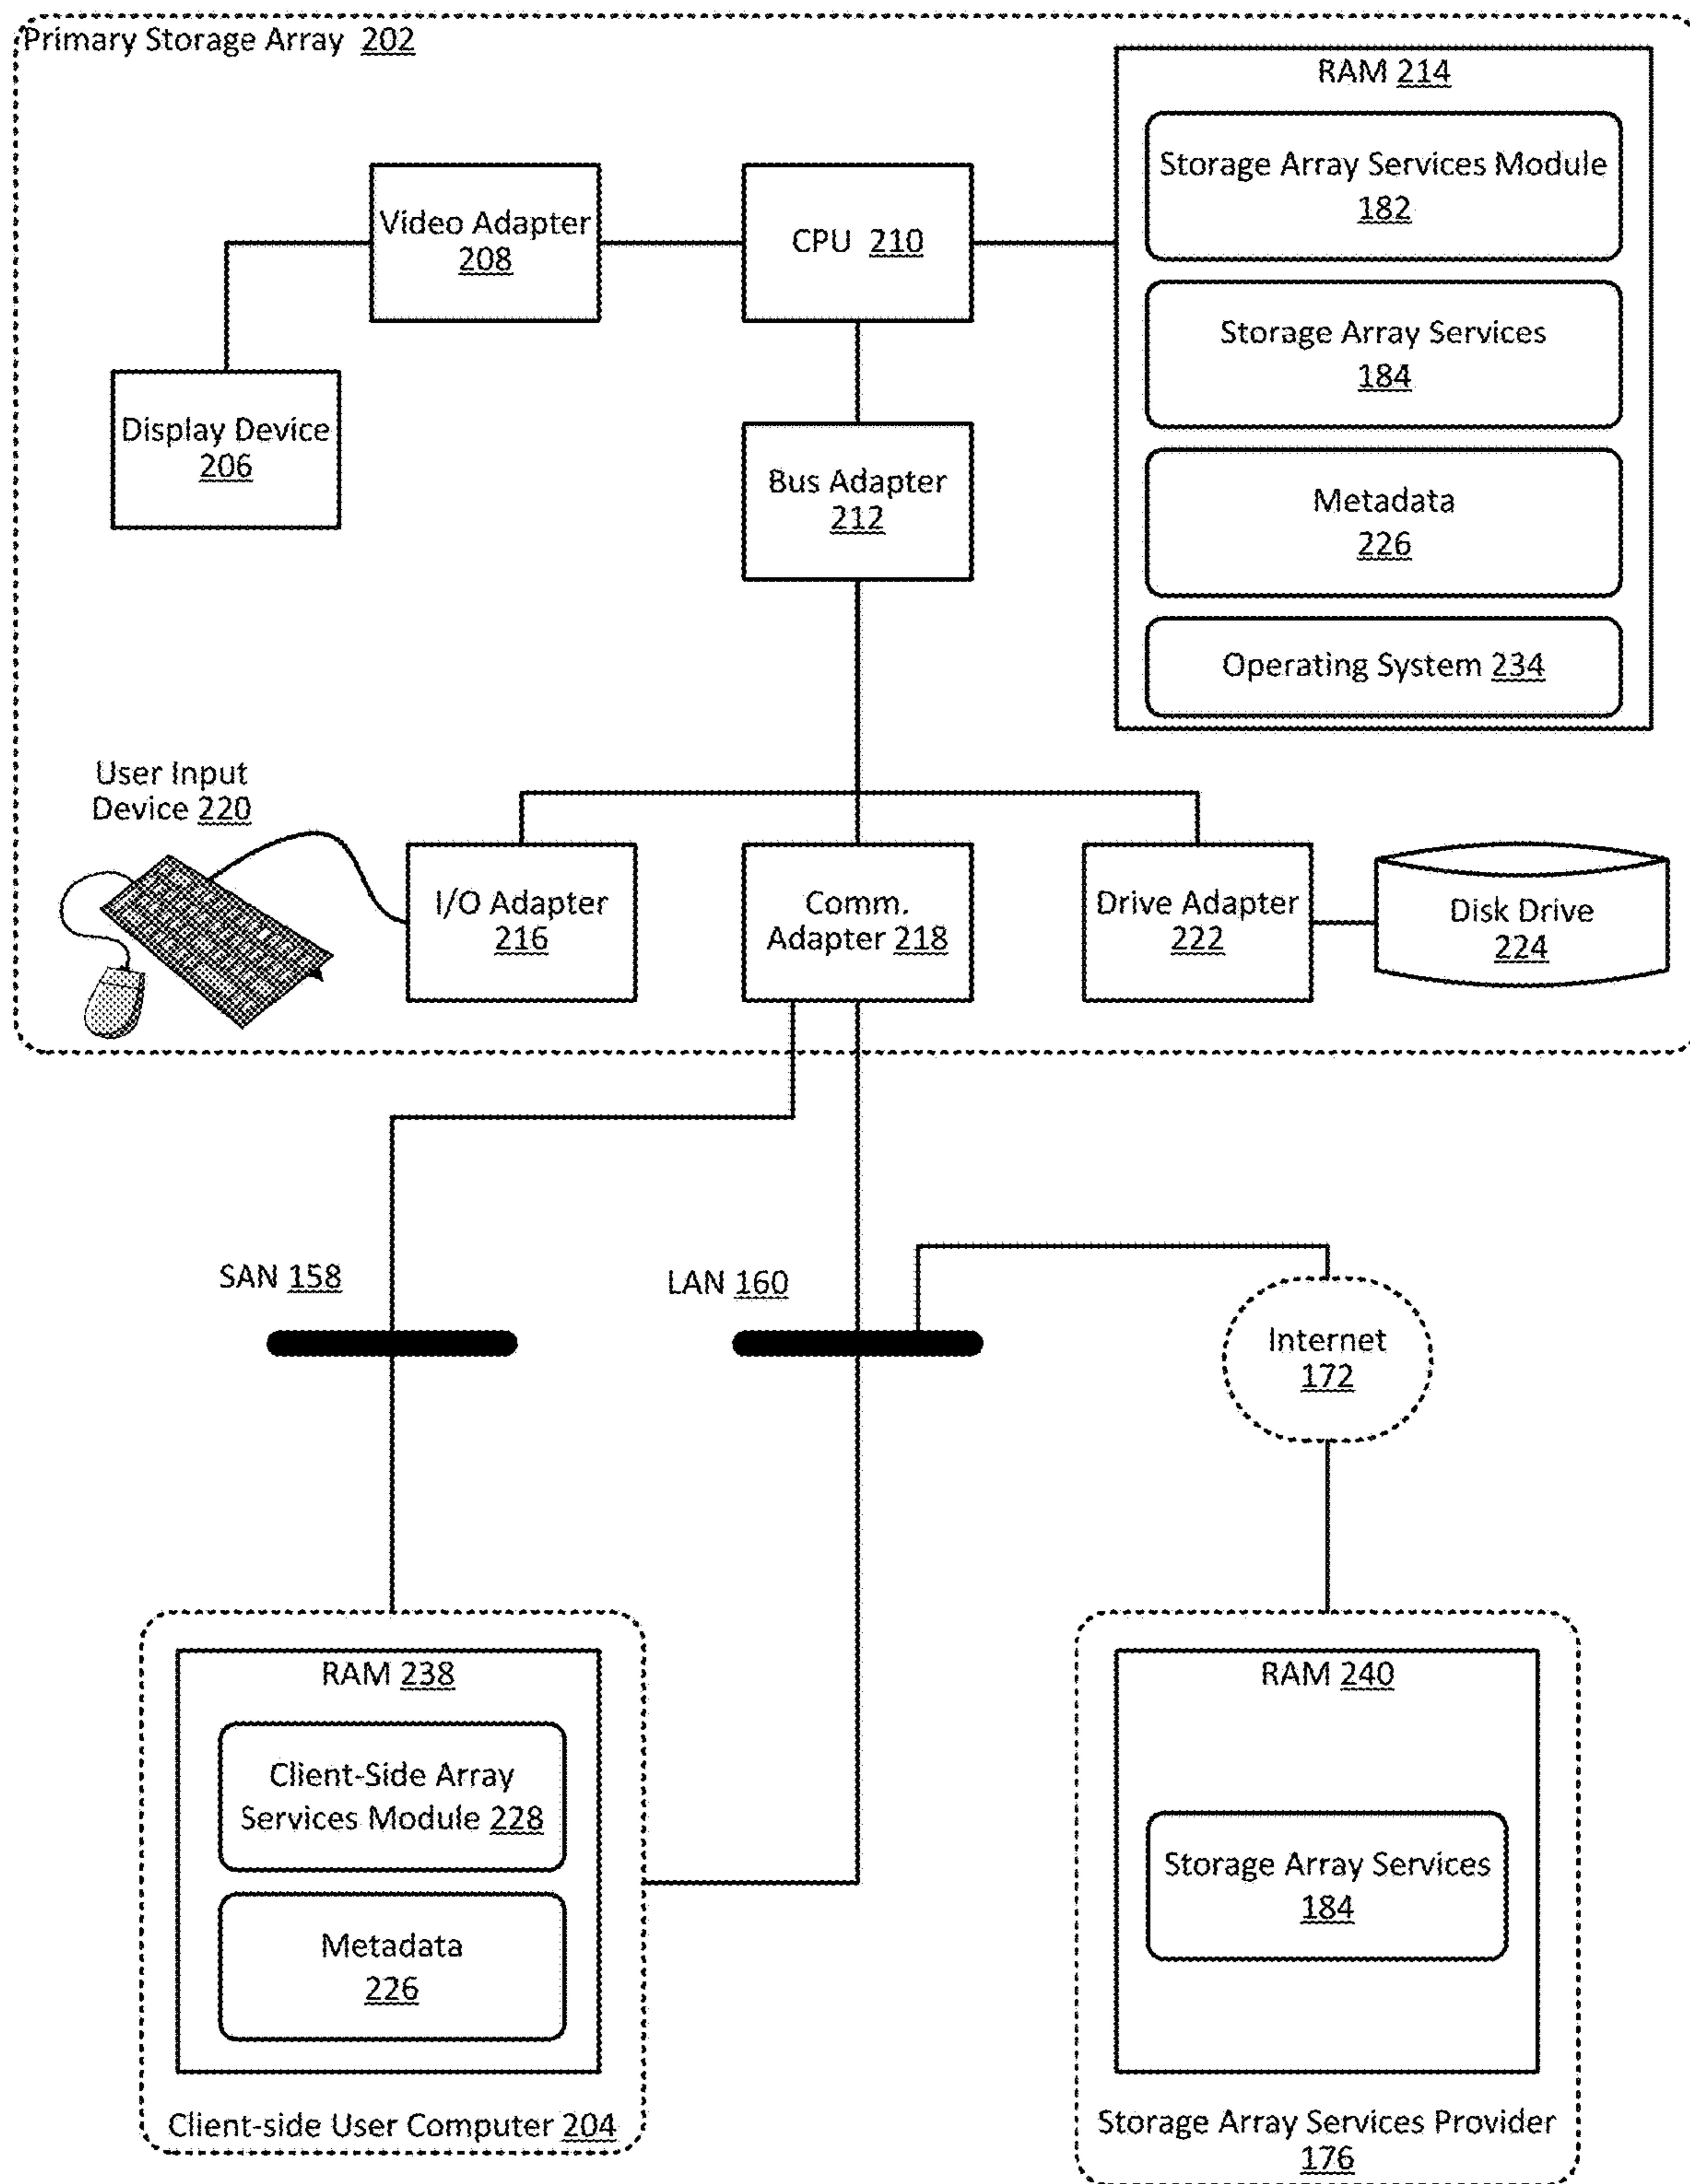 Primary Storage Array 202
RAM 214
Storage Array Services Module
182
Storage Array Services
184
Metadata
226
Operating System 234
Video Adapter
208
CPU 210
Display Device
206
Bus Adapter
212
User Input
Device 220
I/O Adapter
216
Comm.
Adapter 218
Drive Adapter
222
Disk Drive
224
SAN 158
LAN 160
Internet
172
RAM 238
Client-Side Array
Services Module 228
Metadata
226
Client-side User Computer 204
RAM 240
Storage Array Services
184
Storage Array Services Provider
176